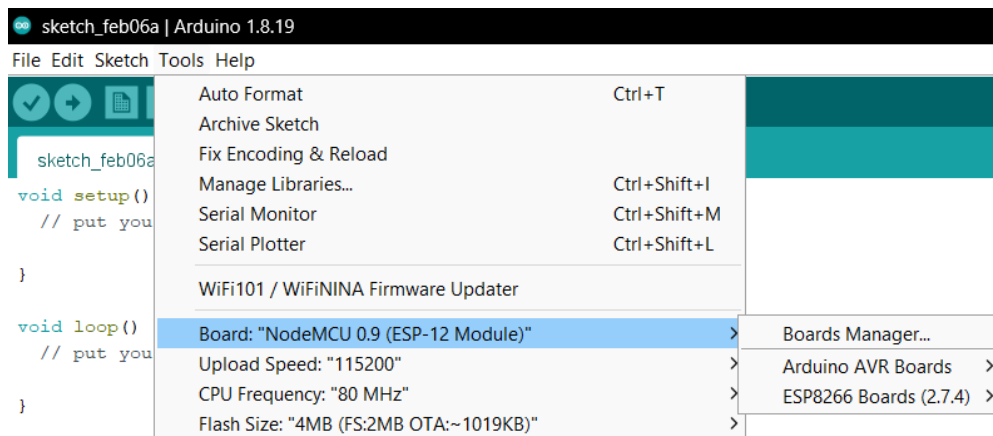 sketch_feb06a | Arduino 1.8.19
File Edit Sketch Tools Help
Auto Format Ctrl+T
Archive Sketch
sketch_feb06a
Fix Encoding & Reload
Manage Libraries... Ctrl+Shift+I
void setup()
Serial Monitor Ctrl+Shift+M
// put you
Serial Plotter Ctrl+Shift+L
}
WiFi101 / WiFiNINA Firmware Updater
void loop()
Board: "NodeMCU 0.9 (ESP-12 Module)" Boards Manager...
// put you
Upload Speed: "115200" Arduino AVR Boards
CPU Frequency: "80 MHz" ESP8266 Boards (2.7.4)
}
Flash Size: "4MB (FS:2MB OTA:~1019KB)"